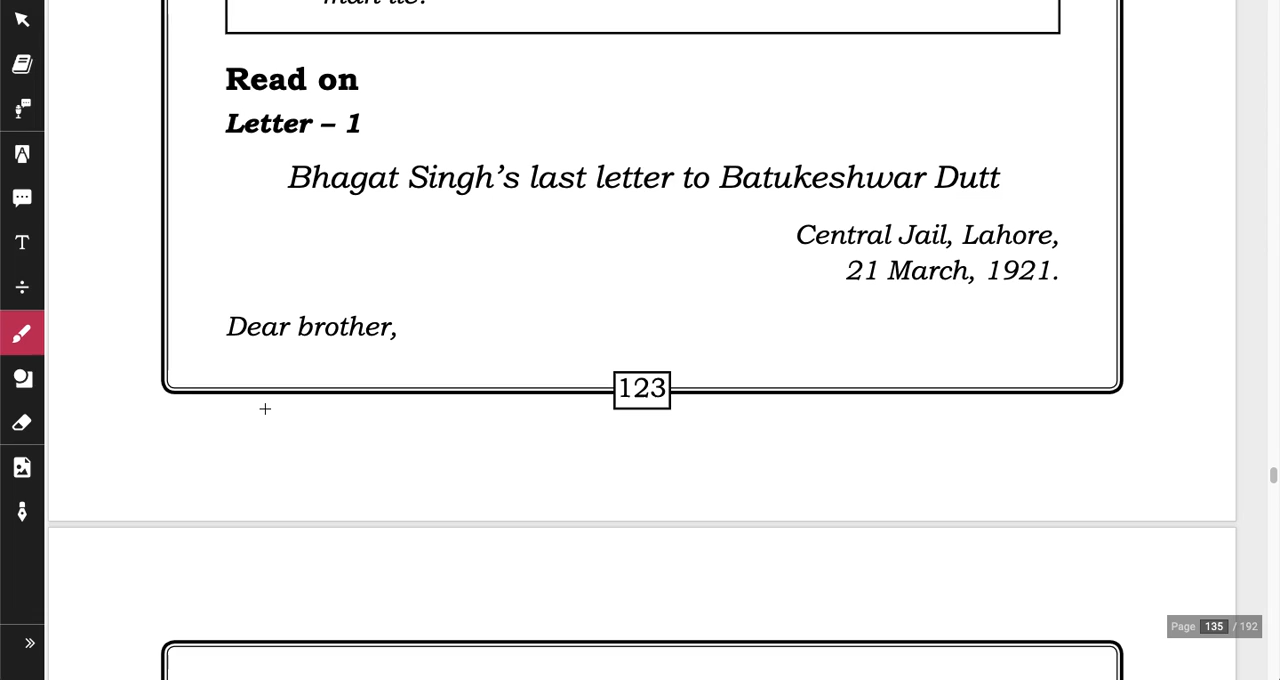 Read on
Letter – 1
Bhagat Singh's last letter to Batukeshwar Dutt
Central Jail, Lahore,
21 March, 1921.
Dear brother,
123
Page 135 / 192